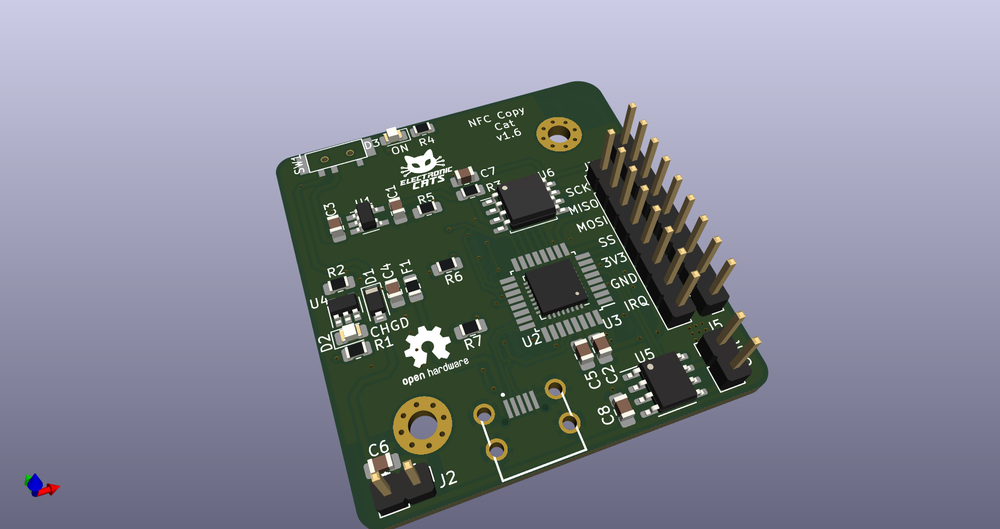 NFC Copy
Cat
v1.6
SW1
D3
ON
R4
ELECTRONIC
CATS
C7
U6
C3
C1
R5
SCK
MISO
MOSI
SS
3V3
GND
IRQ
R2
D1
C4
F1
R6
U4
CHGD
D2
R1
R7
U2
U3
open hardware
C5
C2
U5
J5
C8
C6
J2